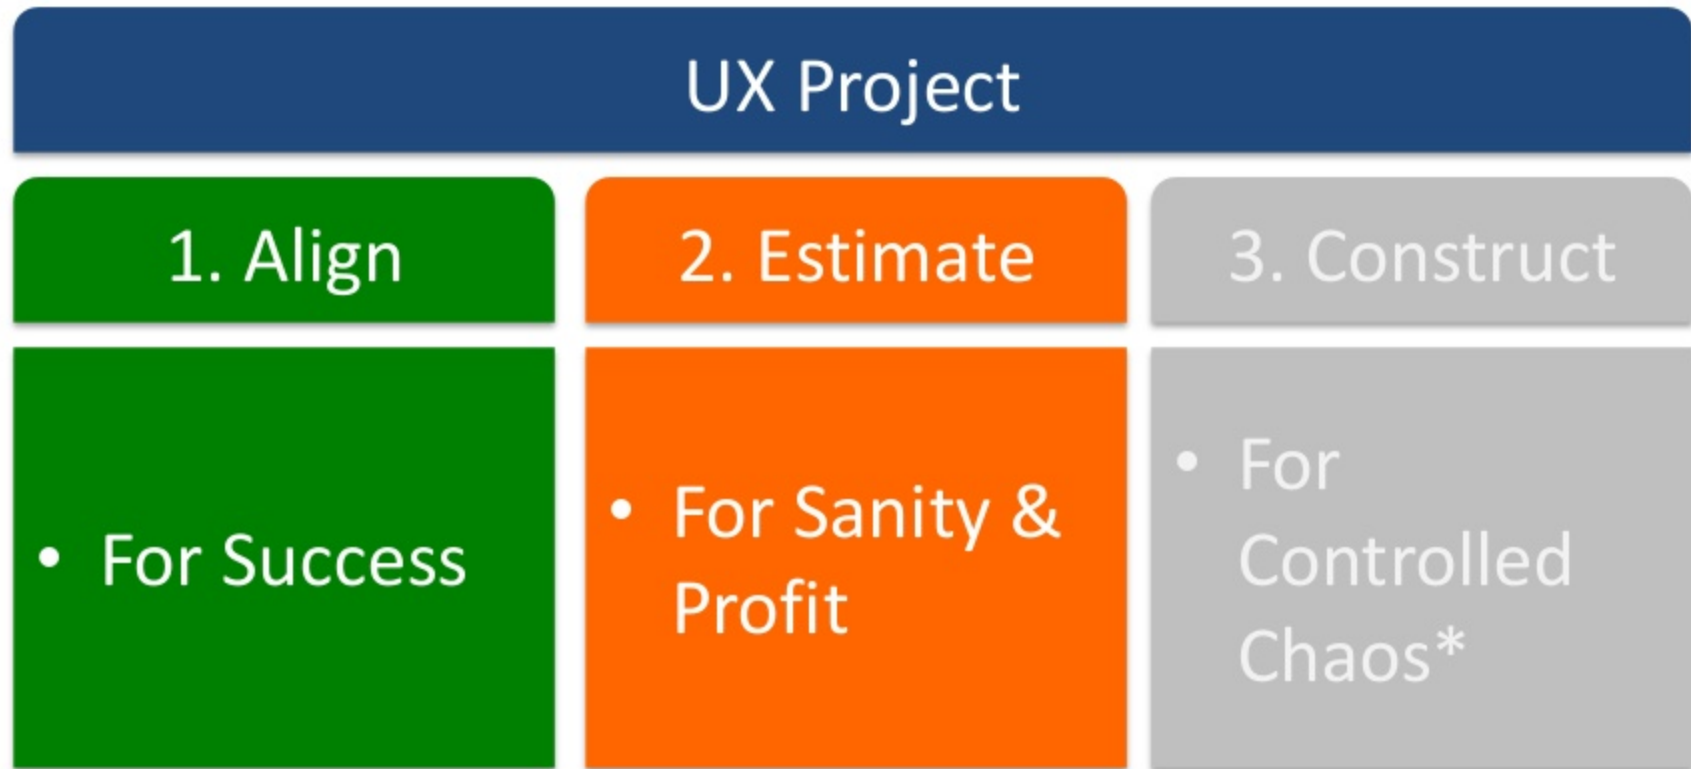 UX Project
1. Align
2. Estimate
3. Construct
• For Success
• For Sanity &
Profit
• For
Controlled
Chaos*